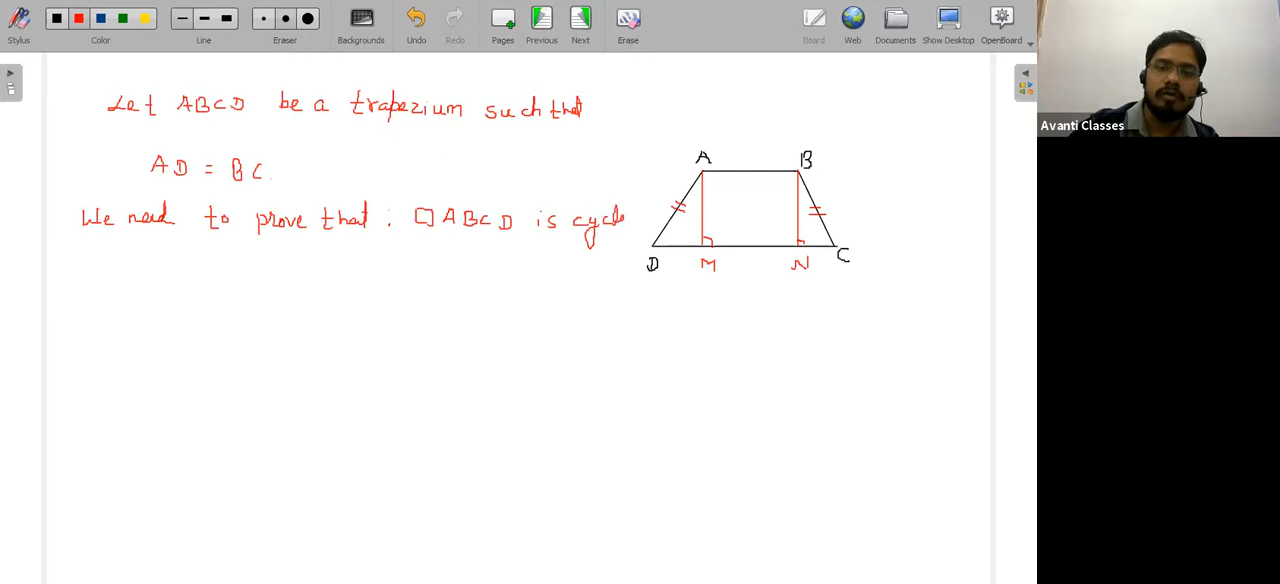 Stylus
Color
Line
Eraser
Backgrounds
Undo
Redo
Pages
Previous
Next
Erase
Board
Web
Documents
Show Desktop
OpenBoard
Avanti Classes
Let ABCD be a trapezium such that
AD = BC
We need to prove that : □ABCD is cycle
A B
D M N C